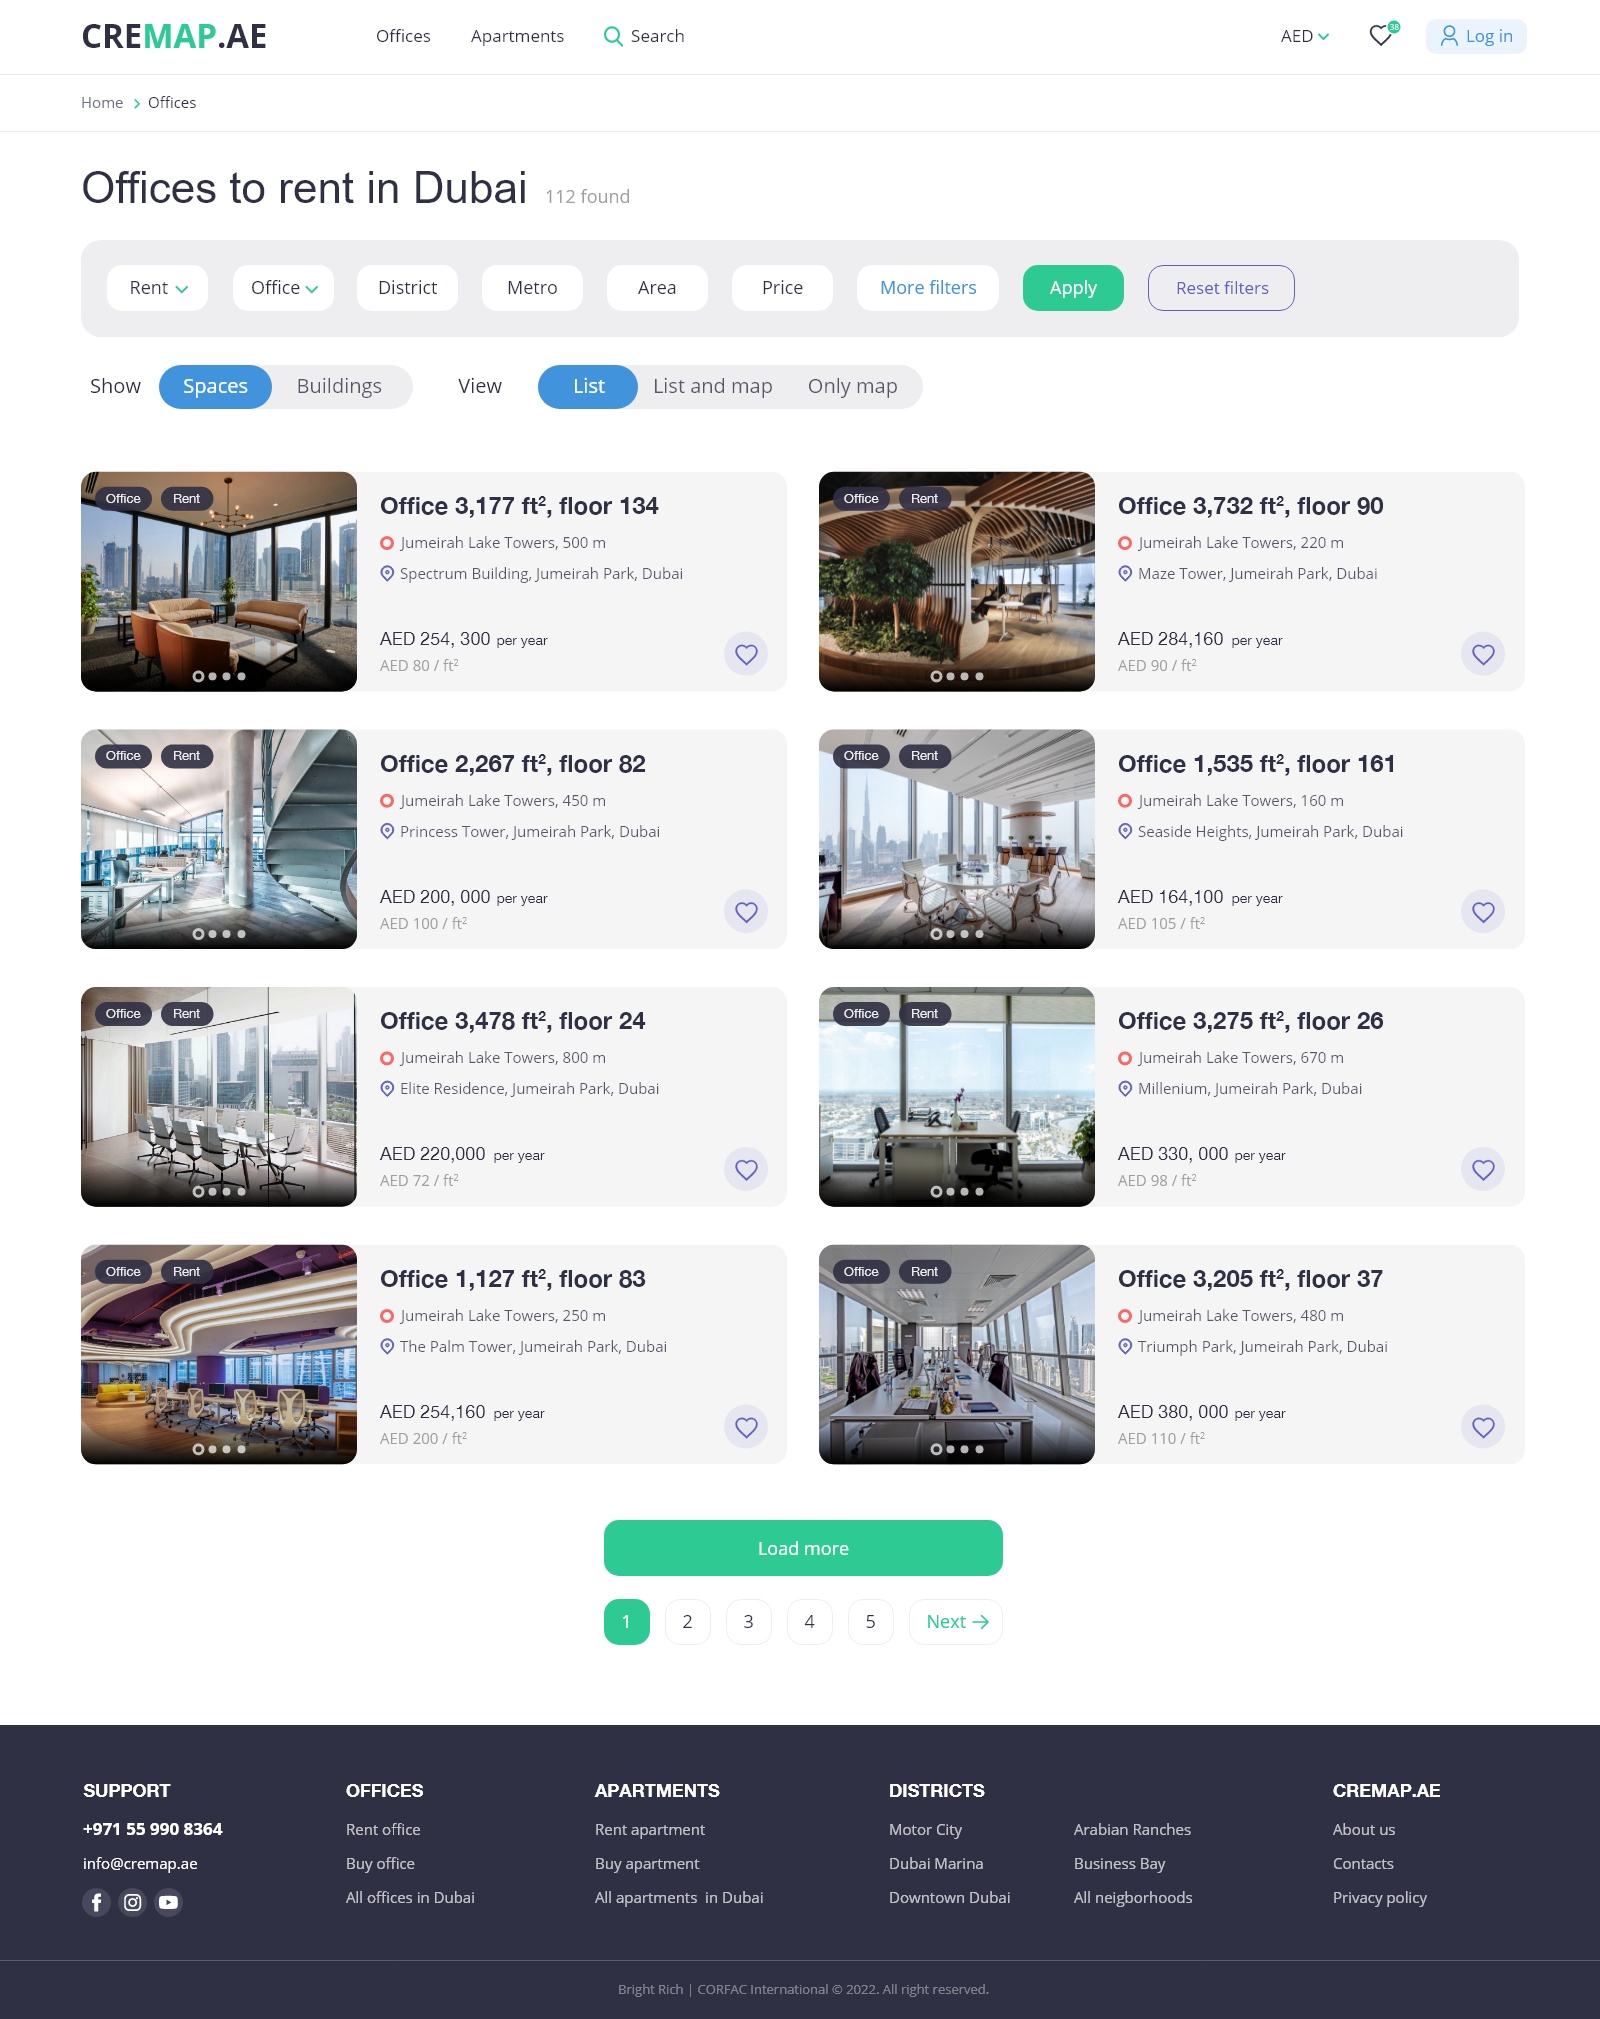 CREMAP.AE
Offices
Apartments
Search
AED
38
Log in
Home
Offices
Offices to rent in Dubai 112 found
Rent
Office
District
Metro
Area
Price
More filters
Apply
Reset filters
Show
Spaces
Buildings
View
List
List and map
Only map
Office
Rent
Office 3,177 ft², floor 134
Jumeirah Lake Towers, 500 m
Spectrum Building, Jumeirah Park, Dubai
AED 254, 300 per year
AED 80 / ft²
Office
Rent
Office 3,732 ft², floor 90
Jumeirah Lake Towers, 220 m
Maze Tower, Jumeirah Park, Dubai
AED 284,160 per year
AED 90 / ft²
Office
Rent
Office 2,267 ft², floor 82
Jumeirah Lake Towers, 450 m
Princess Tower, Jumeirah Park, Dubai
AED 200, 000 per year
AED 100 / ft²
Office
Rent
Office 1,535 ft², floor 161
Jumeirah Lake Towers, 160 m
Seaside Heights, Jumeirah Park, Dubai
AED 164,100 per year
AED 105 / ft²
Office
Rent
Office 3,478 ft², floor 24
Jumeirah Lake Towers, 800 m
Elite Residence, Jumeirah Park, Dubai
AED 220,000 per year
AED 72 / ft²
Office
Rent
Office 3,275 ft², floor 26
Jumeirah Lake Towers, 670 m
Millenium, Jumeirah Park, Dubai
AED 330, 000 per year
AED 98 / ft²
Office
Rent
Office 1,127 ft², floor 83
Jumeirah Lake Towers, 250 m
The Palm Tower, Jumeirah Park, Dubai
AED 254,160 per year
AED 200 / ft²
Office
Rent
Office 3,205 ft², floor 37
Jumeirah Lake Towers, 480 m
Triumph Park, Jumeirah Park, Dubai
AED 380, 000 per year
AED 110 / ft²
Load more
1
2
3
4
5
Next
SUPPORT
+971 55 990 8364
info@cremap.ae
OFFICES
Rent office
Buy office
All offices in Dubai
APARTMENTS
Rent apartment
Buy apartment
All apartments in Dubai
DISTRICTS
Motor City
Dubai Marina
Downtown Dubai
Arabian Ranches
Business Bay
All neigborhoods
CREMAP.AE
About us
Contacts
Privacy policy
Bright Rich | CORFAC International © 2022. All right reserved.